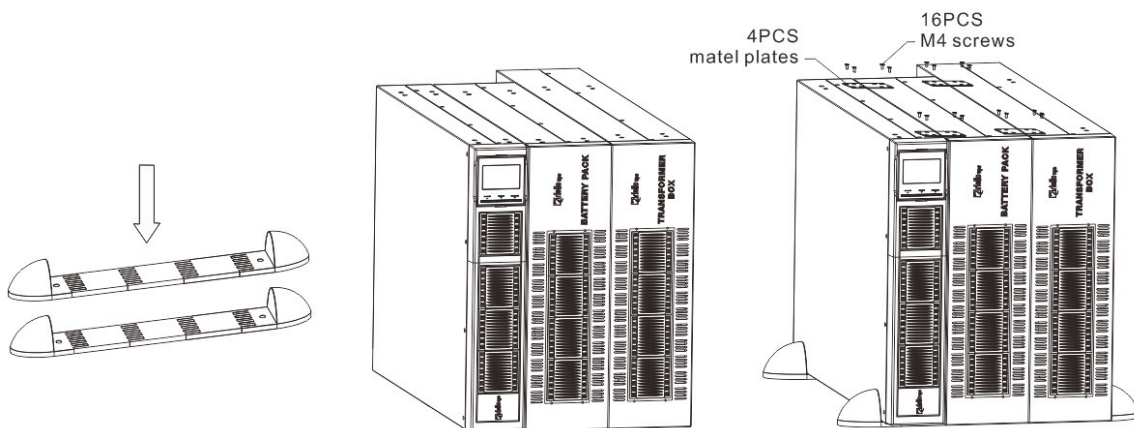 4PCS
matel plates
16PCS
M4 screws
BATTERY PACK
TRANSFORMER
BOX
BATTERY PACK
TRANSFORMER
BOX